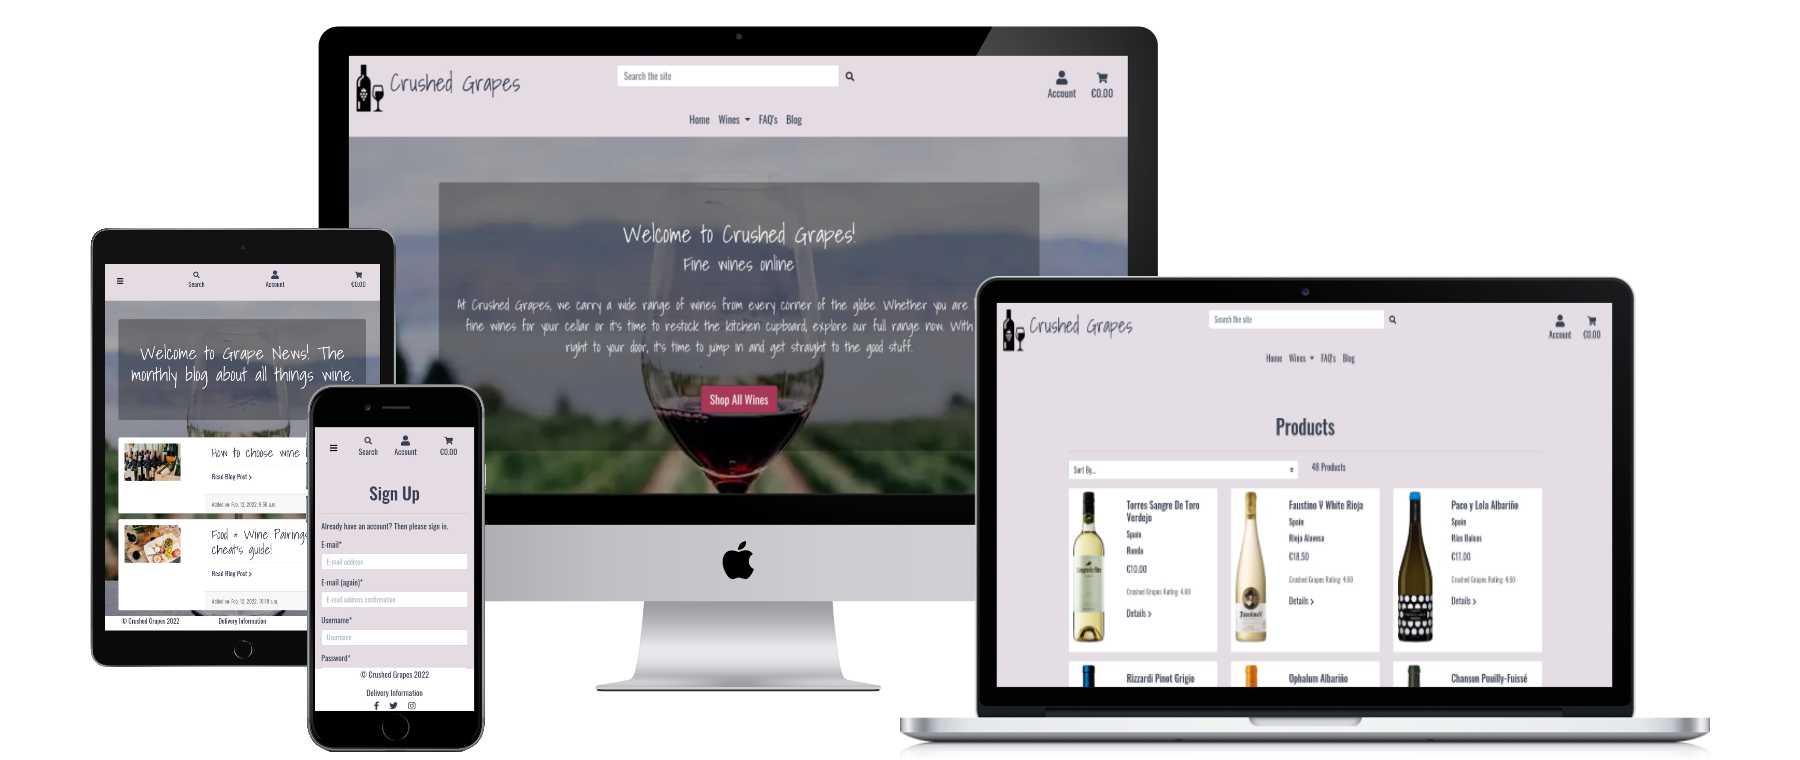 Crushed Grapes
Search the site
Account
€0.00
Home Wines FAQ's Blog
Welcome to Crushed Grapes!
Fine wines online
At Crushed Grapes, we carry a wide range of wines from every corner of the globe. Whether you are
fine wines for your cellar or it's time to restock the kitchen cupboard, explore our full range now. With
right to your door, it's time to jump in and get straight to the good stuff.
Shop All Wines
Search
Account
€0.00
Welcome to Grape News! The
monthly blog about all things wine.
How to choose wine
Read Blog Post >
Added on Feb. 12, 2022, 9:56 a.m.
Food & Wine Pairings
cheat's guide!
Read Blog Post >
Added on Feb. 12, 2022, 10:19 a.m.
© Crushed Grapes 2022
Delivery Information
Search
Account
€0.00
Sign Up
Already have an account? Then please sign in.
E-mail*
E-mail address
E-mail (again)*
E-mail address confirmation
Username*
Username
Password*
© Crushed Grapes 2022
Delivery Information
Crushed Grapes
Search the site
Account
€0.00
Home Wines FAQ's Blog
Products
Sort By...
48 Products
Torres Sangre De Toro
Verdejo
Spain
Rueda
€10.00
Crushed Grapes Rating: 4.60
Details >
Faustino V White Rioja
Spain
Rioja Alavesa
€18.50
Crushed Grapes Rating: 4.60
Details >
Paco y Lola Albariño
Spain
Rías Baixas
€17.00
Crushed Grapes Rating: 4.60
Details >
Rizzardi Pinot Grigio
Ophalum Albariño
Chanson Pouilly-Fuissé